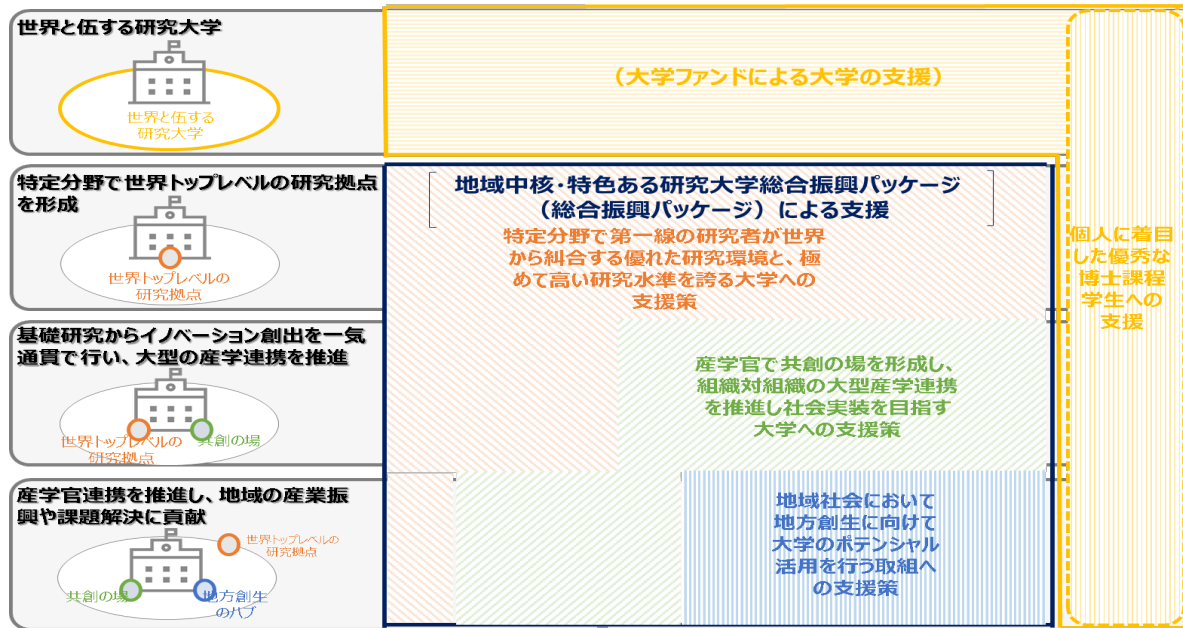 世界と伍する研究大学
世界と伍する
研究大学
(大学ファンドによる大学の支援)
特定分野で世界トップレベルの研究拠点
を形成
世界トップレベルの
研究拠点
地域中核・特色ある研究大学総合振興パッケージ
(総合振興パッケージ)による支援
特定分野で第一線の研究者が世界
から糾合する優れた研究環境と、極
めて高い研究水準を誇る大学への
支援策
個人に着目
した優秀な
博士課程
学生への
支援
基礎研究からイノベーション創出を一気
通貫で行い、大型の産学連携を推進
世界トップレベルの
研究拠点
共創の場
産学官で共創の場を形成し、
組織対組織の大型産学連携
を推進し社会実装を目指す
大学への支援策
産学官連携を推進し、地域の産業振
興や課題解決に貢献
世界トップレベルの
研究拠点
共創の場
地方創生
のハブ
地域社会において
地方創生に向けて
大学のポテンシャル
活用を行う取組へ
の支援策